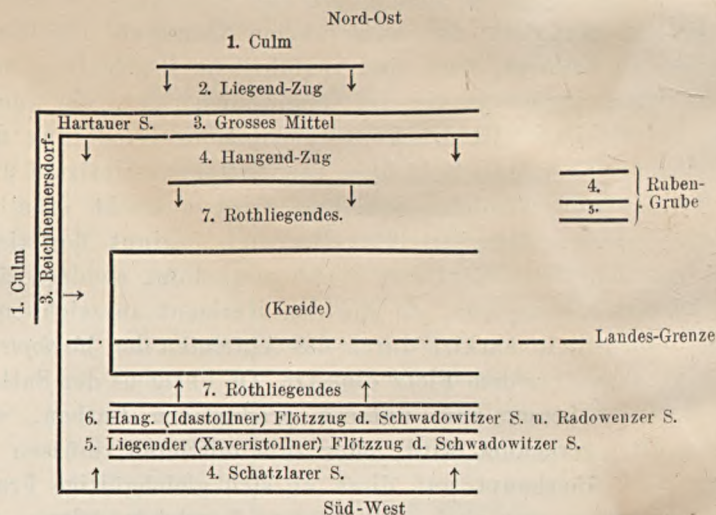 Nord-Ost
1. Culm
2. Liegend-Zug
Hartauer S. 3. Grosses Mittel
4. Hangend-Zug
7. Rothliegendes.
4.
5.
Ruben-
Grube
1. Culm
3. Reichhennersdorf-
(Kreide)
Landes-Grenze
7. Rothliegendes
6. Hang. (Idastollner) Flötzzug d. Schwadowitzer S. u. Radowenzer S.
5. Liegender (Xaveristollner) Flötzzug d. Schwadowitzer S.
4. Schatzlarer S.
Süd-West